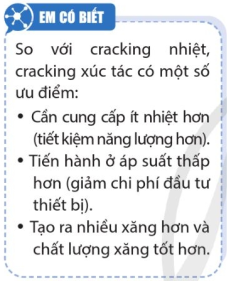 EM CÓ BIẾT
So với cracking nhiệt,
cracking xúc tác có một số
ưu điểm:
• Cần cung cấp ít nhiệt hơn
(tiết kiệm năng lượng hơn).
• Tiến hành ở áp suất thấp
hơn (giảm chi phí đầu tư
thiết bị).
• Tạo ra nhiều xăng hơn và
chất lượng xăng tốt hơn.